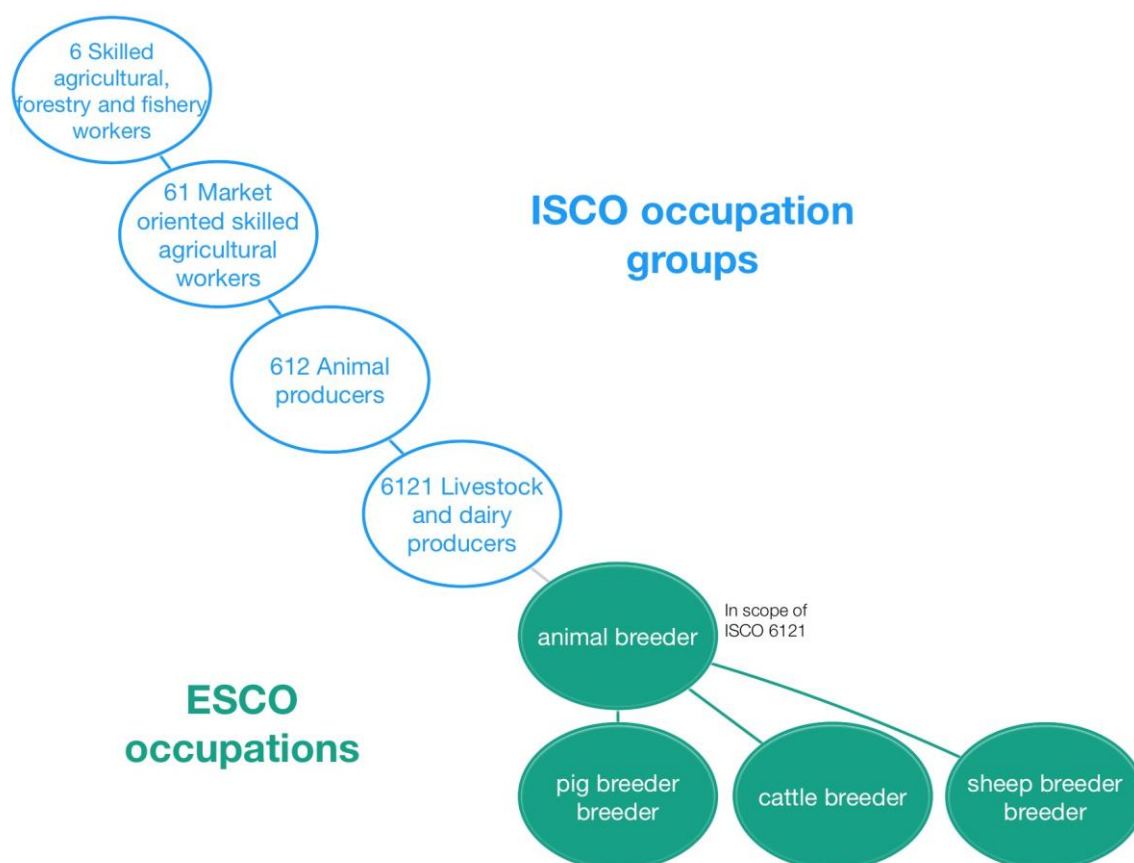 6 Skilled
agricultural,
forestry and fishery
workers
61 Market
oriented skilled
agricultural
workers
ISCO occupation
groups
612 Animal
producers
6121 Livestock
and dairy
producers
animal breeder
In scope of
ISCO 6121
ESCO
occupations
pig breeder
breeder
cattle breeder
sheep breeder
breeder